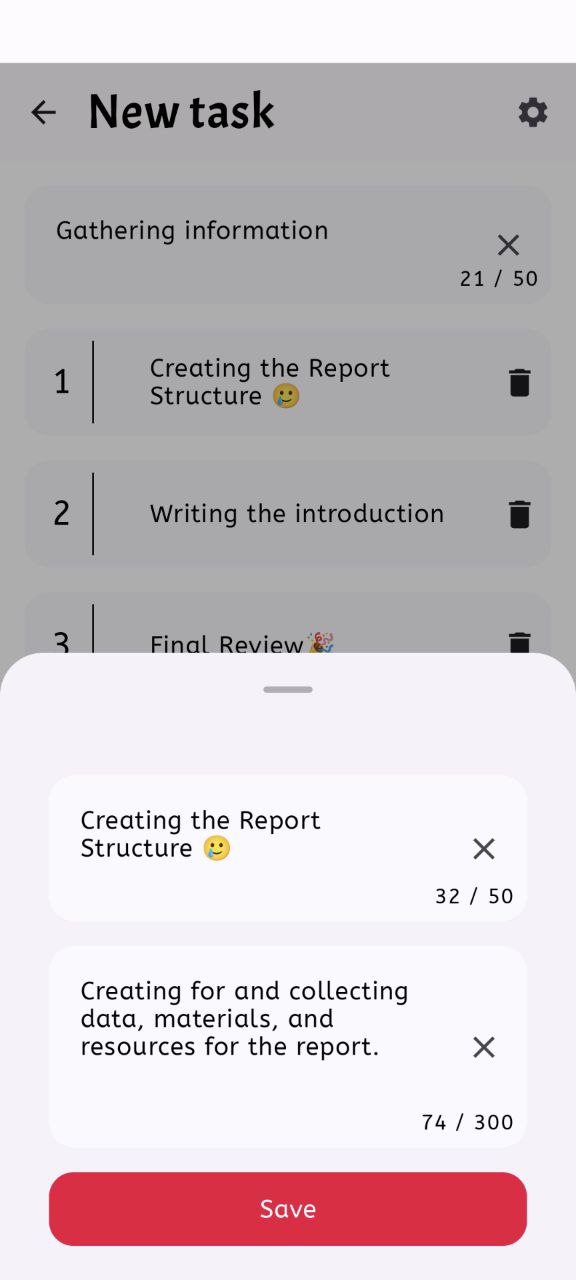 New task
Gathering information
21 / 50
1
Creating the Report
Structure 🥲
2
Writing the introduction
3
Final Review🎉
Creating the Report
Structure 🥲
32 / 50
Creating for and collecting
data, materials, and
resources for the report.
74 / 300
Save